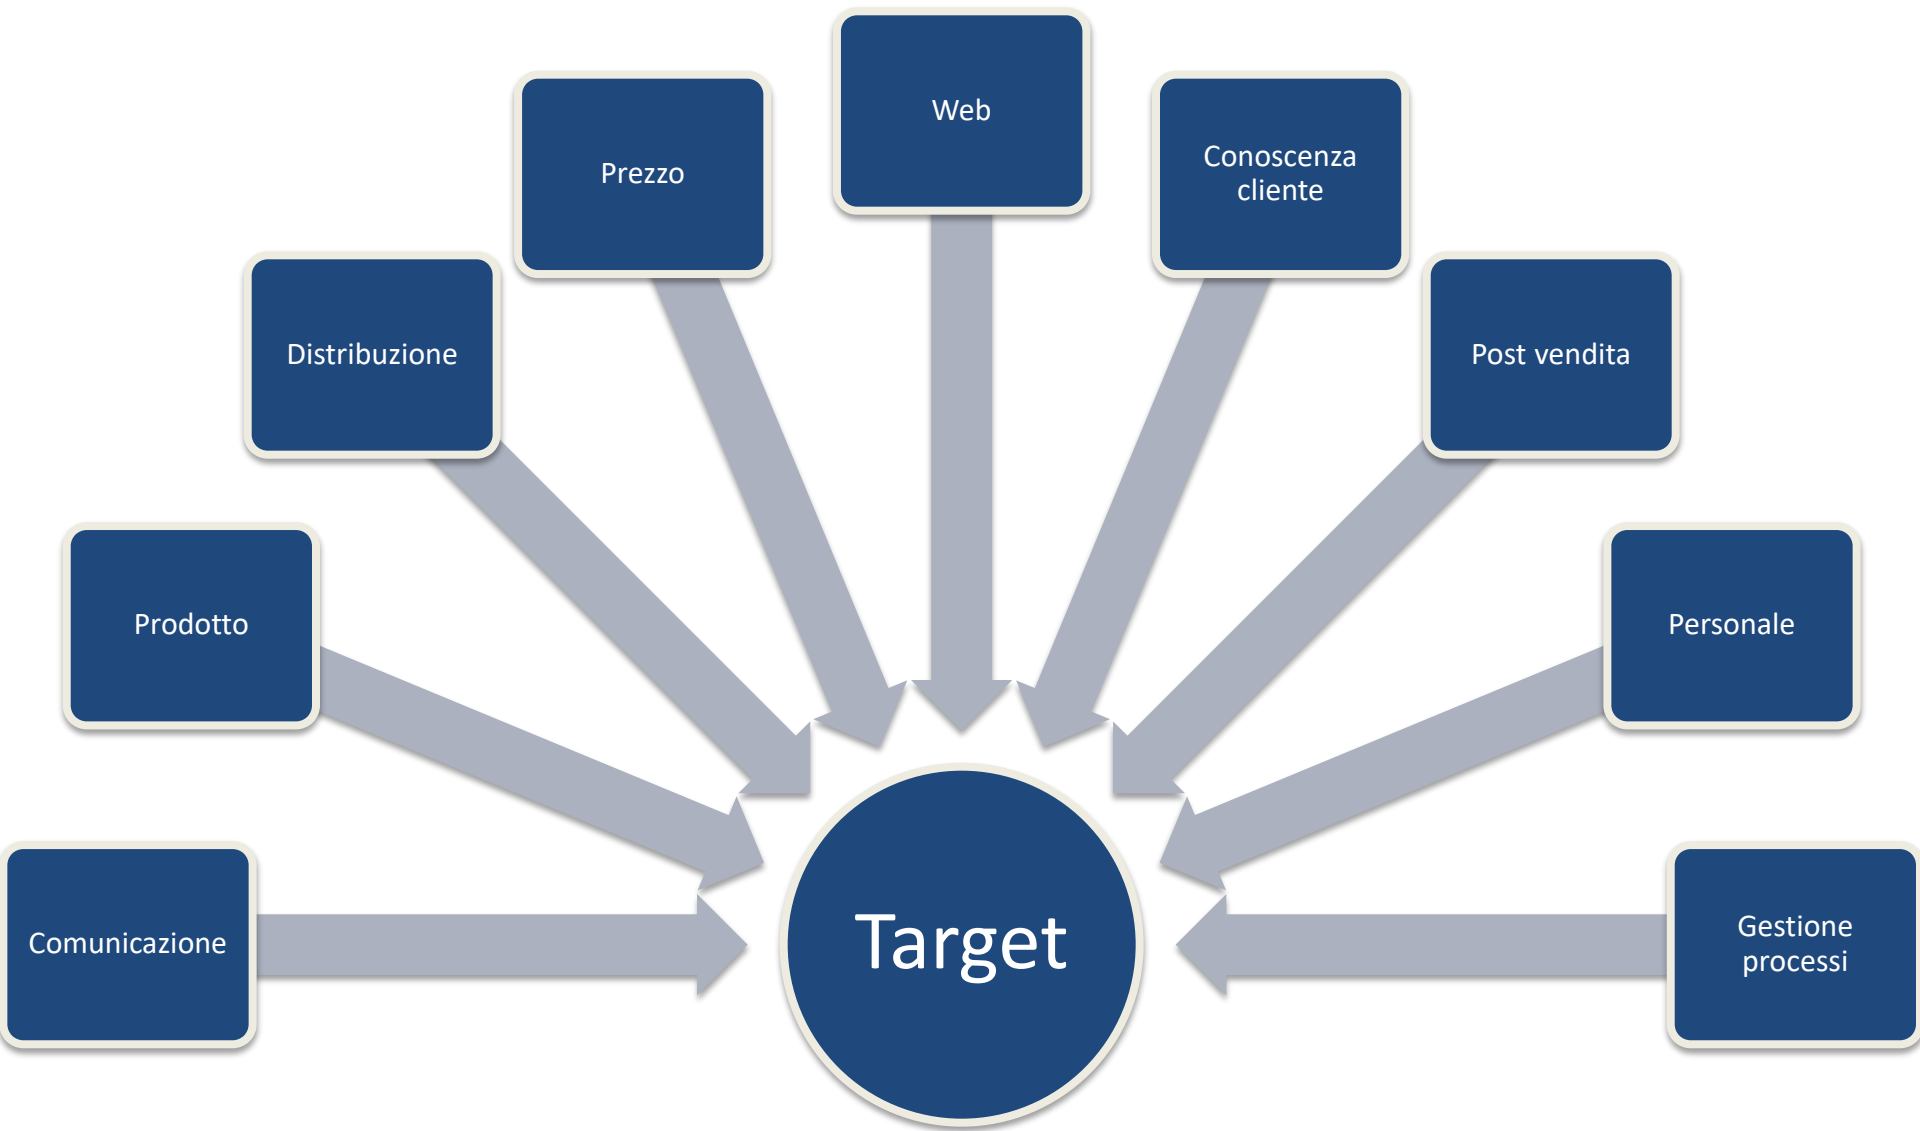 Comunicazione
Prodotto
Distribuzione
Prezzo
Web
Conoscenza
cliente
Post vendita
Personale
Gestione
processi
Target